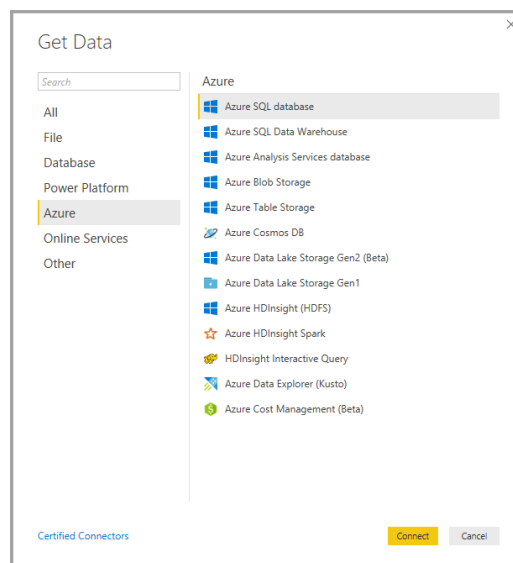 Get Data
Search
All
File
Database
Power Platform
Azure
Online Services
Other
Azure
Azure SQL database
Azure SQL Data Warehouse
Azure Analysis Services database
Azure Blob Storage
Azure Table Storage
Azure Cosmos DB
Azure Data Lake Storage Gen2 (Beta)
Azure Data Lake Storage Gen1
Azure HDInsight (HDFS)
Azure HDInsight Spark
HDInsight Interactive Query
Azure Data Explorer (Kusto)
Azure Cost Management (Beta)
Certified Connectors
Connect
Cancel